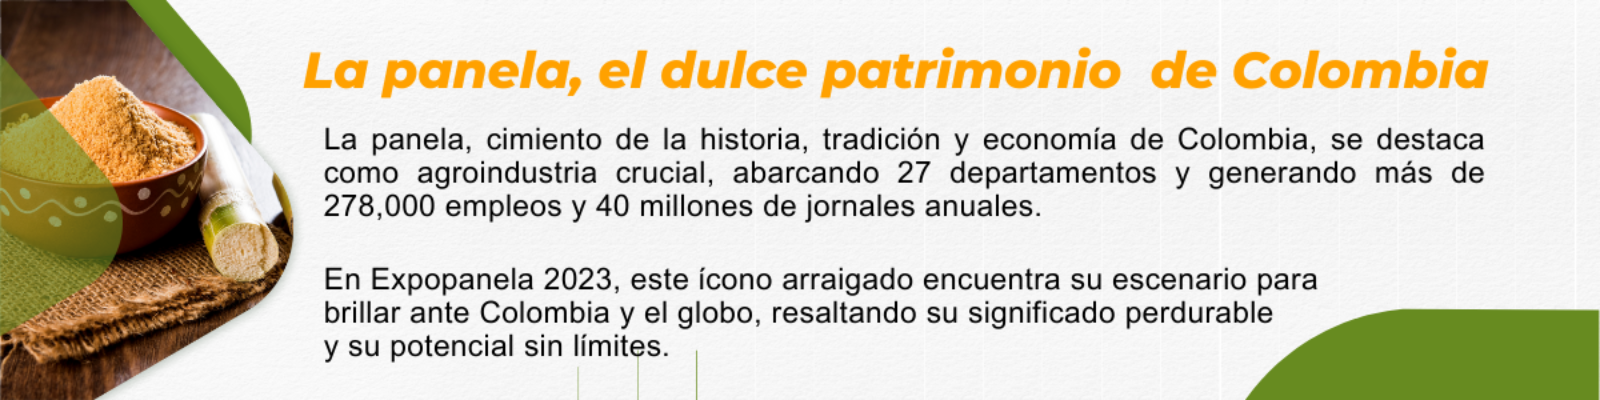 La panela, el dulce patrimonio de Colombia
La panela, cimiento de la historia, tradición y economía de Colombia, se destaca
como agroindustria crucial, abarcando 27 departamentos y generando más de
278,000 empleos y 40 millones de jornales anuales.
En Expopanela 2023, este ícono arraigado encuentra su escenario para
brillar ante Colombia y el globo, resaltando su significado perdurable
y su potencial sin límites.